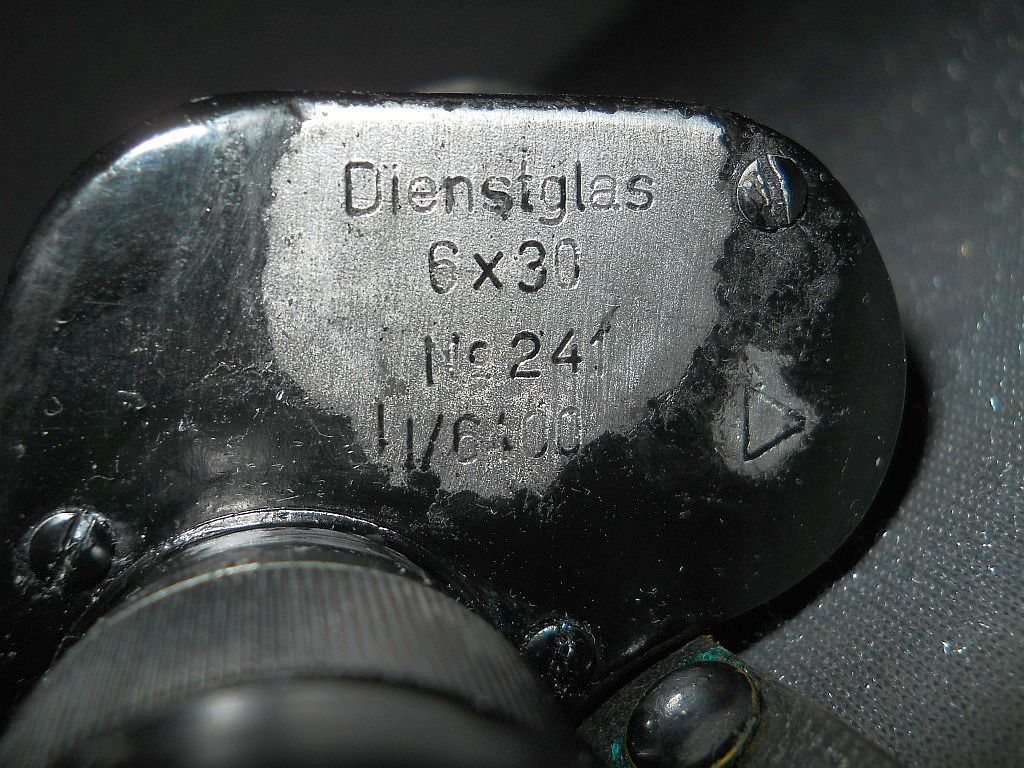 Dienstglas
6x30
No 241
H/6400